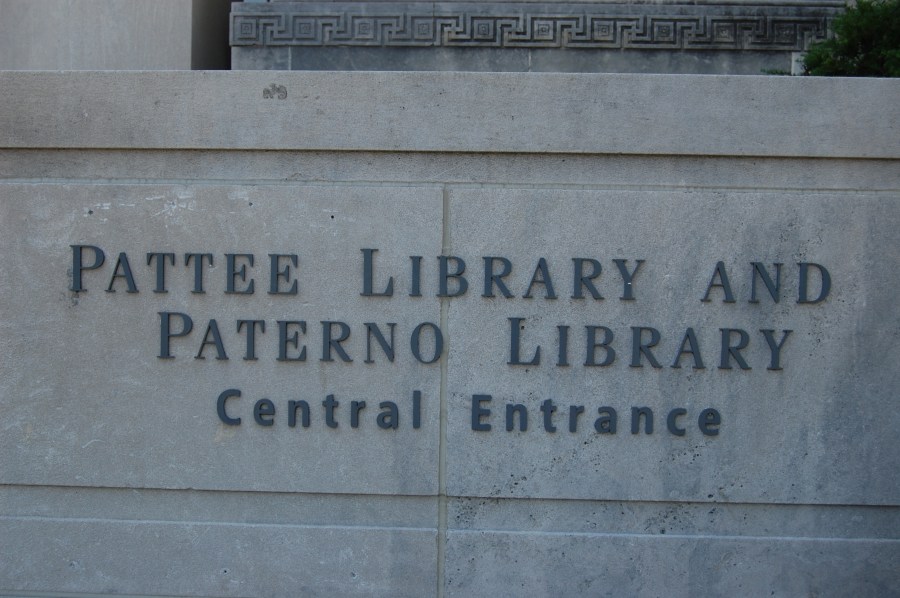 PATTEE LIBRARY AND
PATERNO LIBRARY
Central Entrance